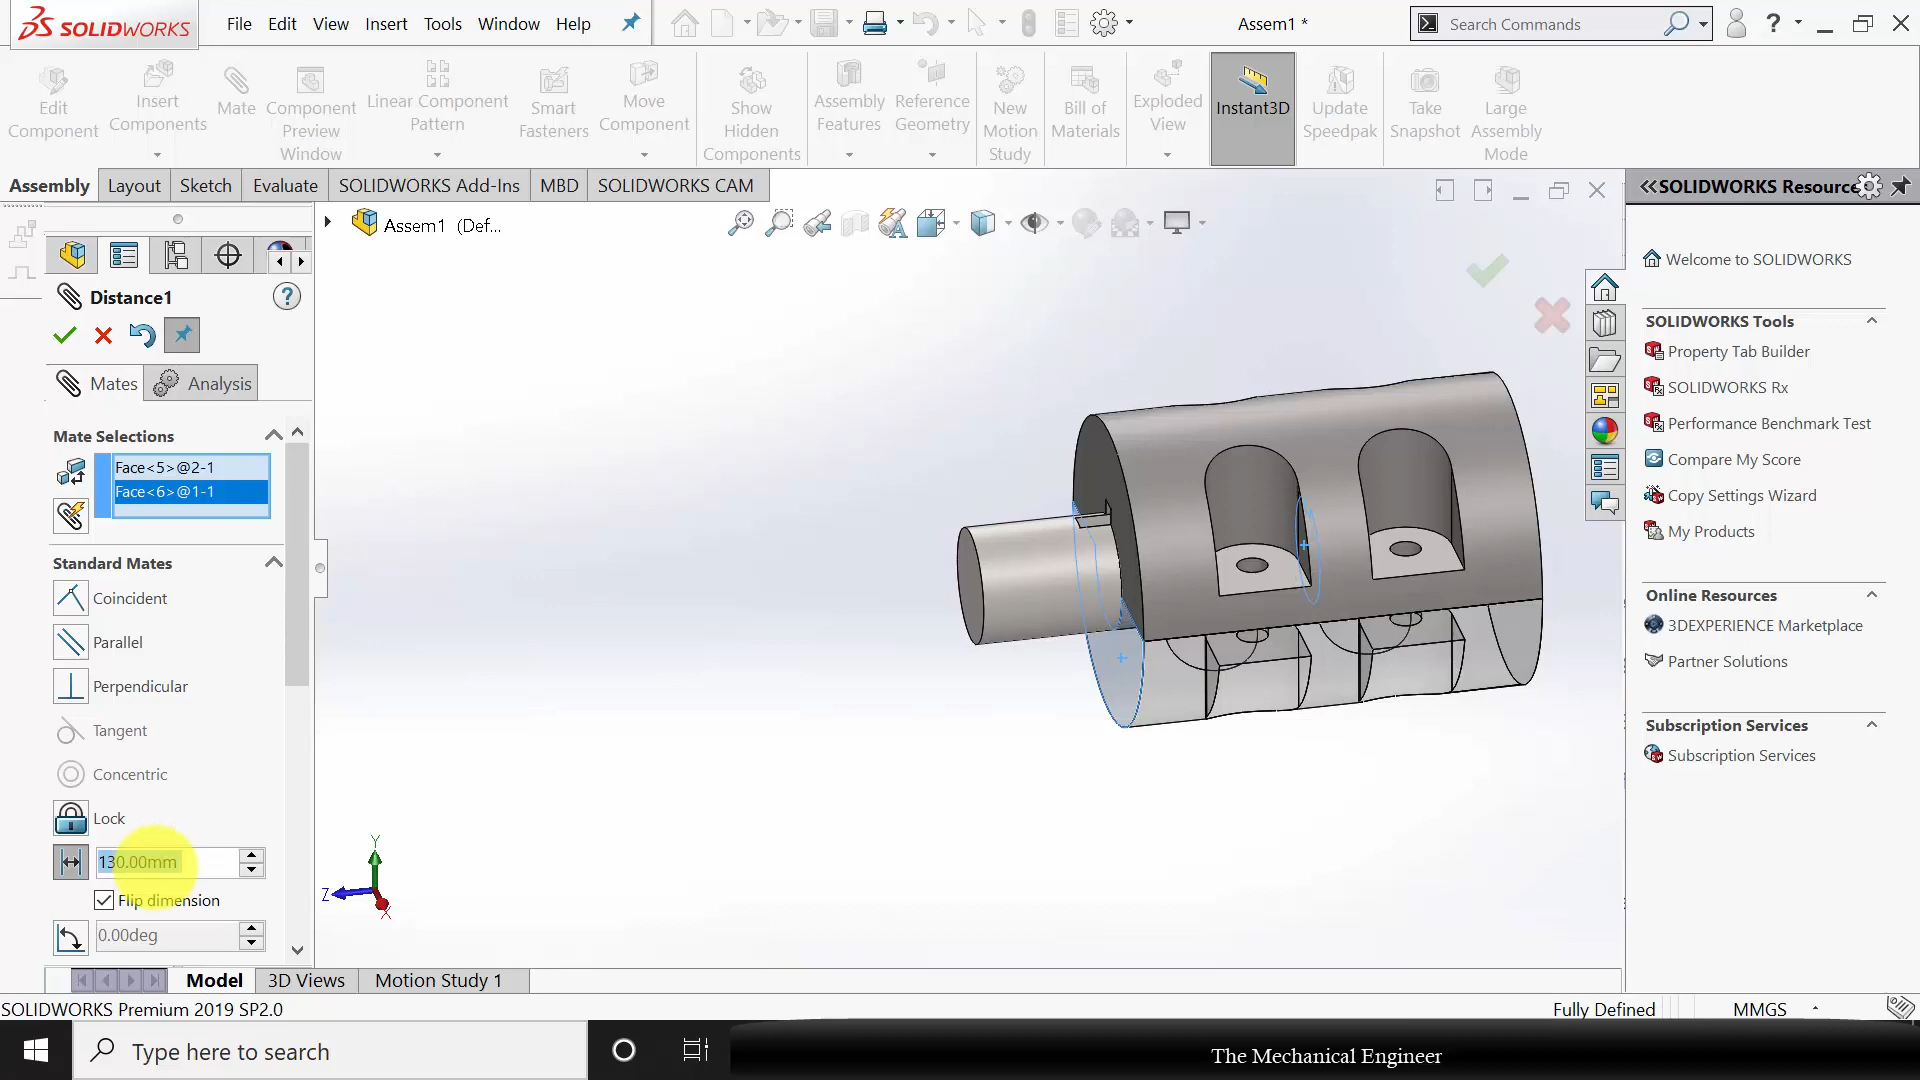 SOLIDWORKS File Edit View Insert Tools Window Help Assem1 * Search Commands ?
Edit Component
Insert Components
Mate
Component Preview Window
Linear Component Pattern
Smart Fasteners
Move Component
Show Hidden Components
Assembly Features
Reference Geometry
New Motion Study
Bill of Materials
Exploded View
Instant3D
Update Speedpak
Take Snapshot
Large Assembly Mode
Assembly Layout Sketch Evaluate SOLIDWORKS Add-Ins MBD SOLIDWORKS CAM
Assem1 (Def...
Distance1
?
Mates Analysis
Mate Selections
Face<5>@2-1
Face<6>@1-1
Standard Mates
Coincident
Parallel
Perpendicular
Tangent
Concentric
Lock
130.00mm
Flip dimension
0.00deg
Y
Z
X
SOLIDWORKS Resource
Welcome to SOLIDWORKS
SOLIDWORKS Tools
Property Tab Builder
SOLIDWORKS Rx
Performance Benchmark Test
Compare My Score
Copy Settings Wizard
My Products
Online Resources
3DEXPERIENCE Marketplace
Partner Solutions
Subscription Services
Subscription Services
Model 3D Views Motion Study 1
SOLIDWORKS Premium 2019 SP2.0 Fully Defined MMGS
Type here to search
The Mechanical Engineer